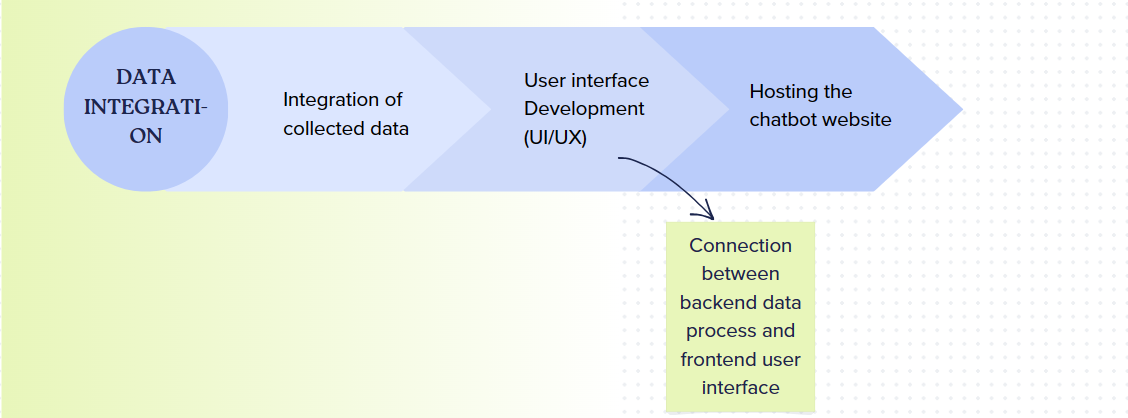 DATA
INTEGRATI-
ON
Integration of
collected data
User interface
Development
(UI/UX)
Hosting the
chatbot website
Connection
between
backend data
process and
frontend user
interface